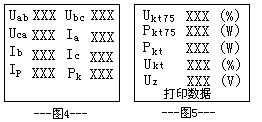 Uab XXX Ubc XXX
Uca XXX Ia XXX
Ib XXX Ic XXX
IP XXX Pk XXX
---图4---
Ukt75 XXX (%)
Pkt75 XXX (W)
Pkt XXX (W)
Ukt XXX (%)
Uz XXX (V)
打印数据
---图5---